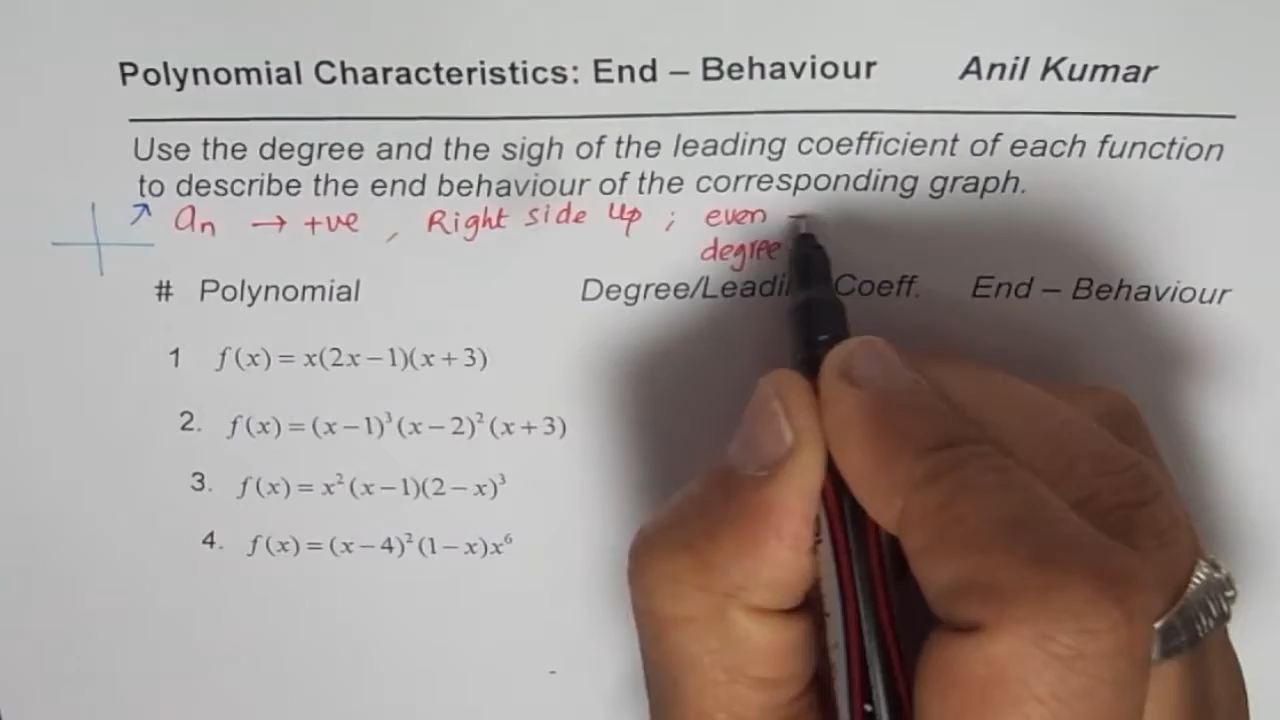 Polynomial Characteristics: End – Behaviour Anil Kumar
Use the degree and the sigh of the leading coefficient of each function
to describe the end behaviour of the corresponding graph.
aₙ → +ve , Right side Up ; even –
degree
# Polynomial Degree/Leadi Coeff. End – Behaviour
1 f(x) = x(2x−1)(x+3)
2. f(x) = (x−1)³(x−2)²(x+3)
3. f(x) = x²(x−1)(2−x)³
4. f(x) = (x−4)²(1−x)x⁶